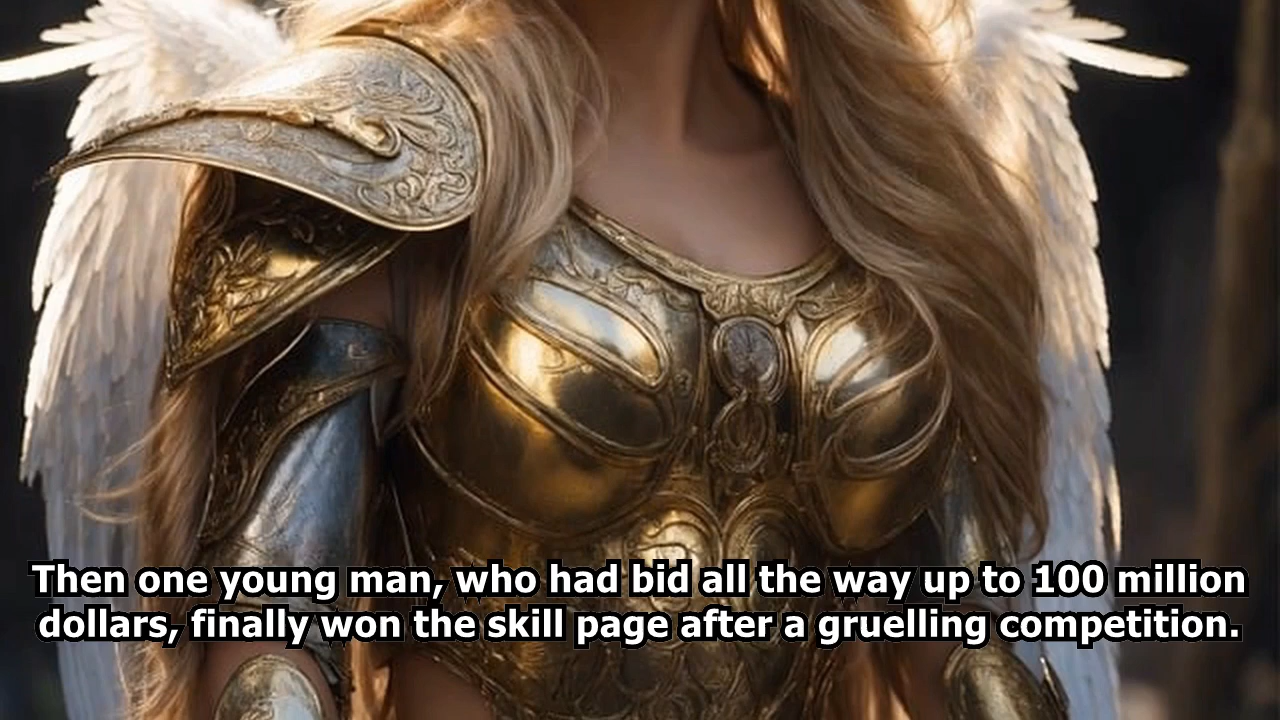 Then one young man, who had bid all the way up to 100 million
dollars, finally won the skill page after a gruelling competition.